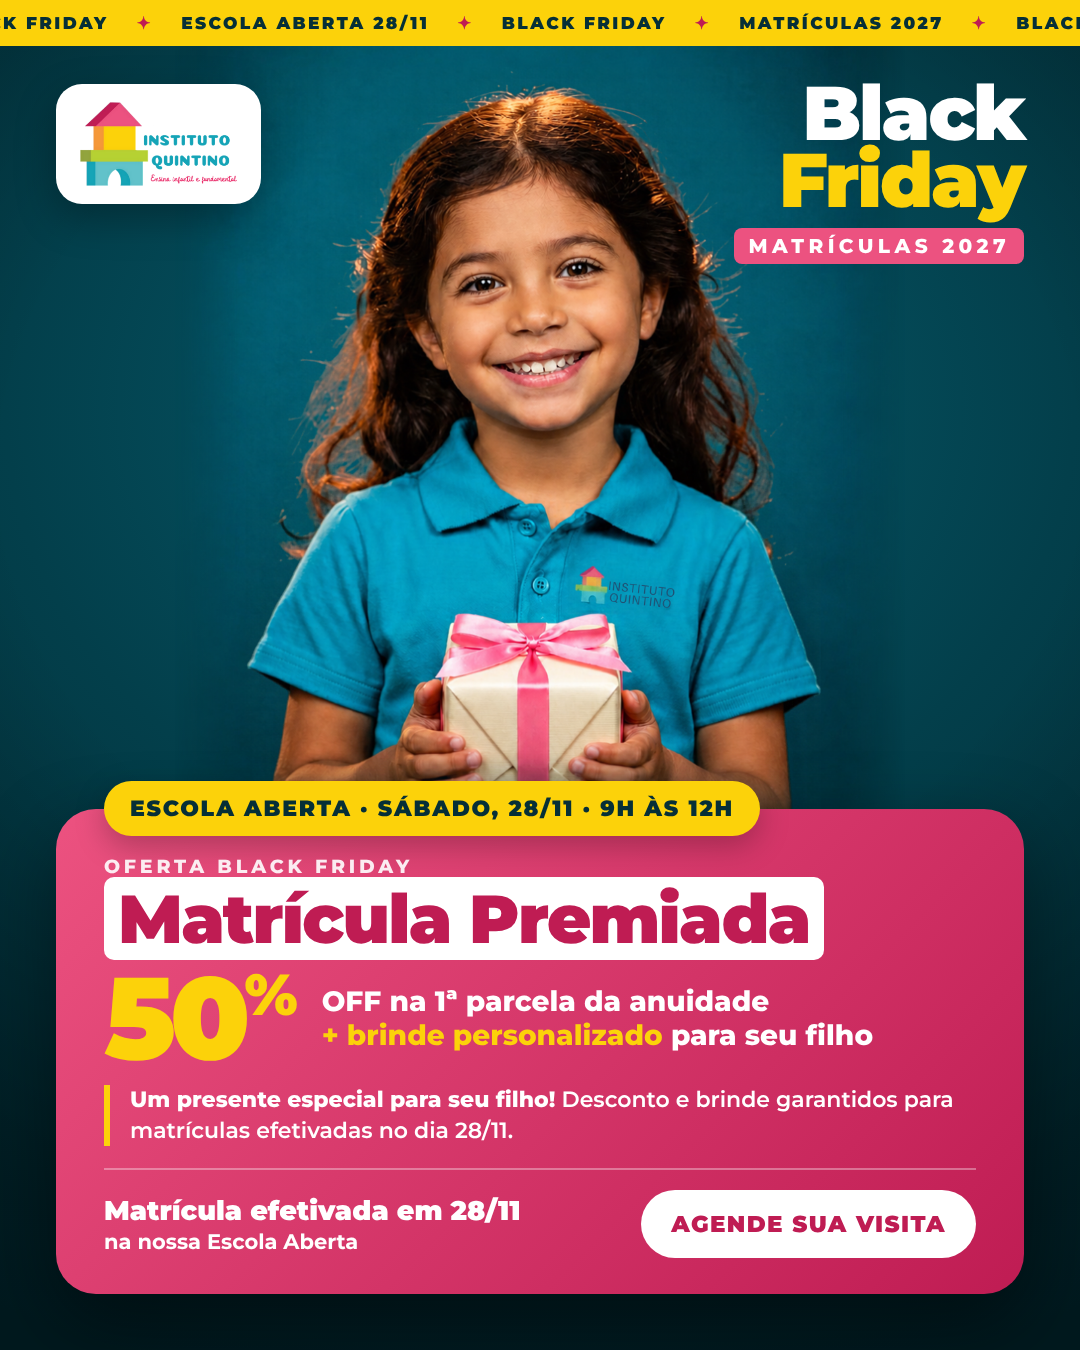 FRIDAY ✦ ESCOLA ABERTA 28/11 ✦ BLACK FRIDAY ✦ MATRÍCULAS 2027 ✦
INSTITUTO
QUINTINO
Ensino infantil e fundamental
Black
Friday
MATRÍCULAS 2027
INSTITUTO
QUINTINO
ESCOLA ABERTA · SÁBADO, 28/11 · 9H ÀS 12H
OFERTA BLACK FRIDAY
Matrícula Premiada
50% OFF na 1ª parcela da anuidade
+ brinde personalizado para seu filho
Um presente especial para seu filho! Desconto e brinde garantidos para
matrículas efetivadas no dia 28/11.
Matrícula efetivada em 28/11
na nossa Escola Aberta
AGENDE SUA VISITA